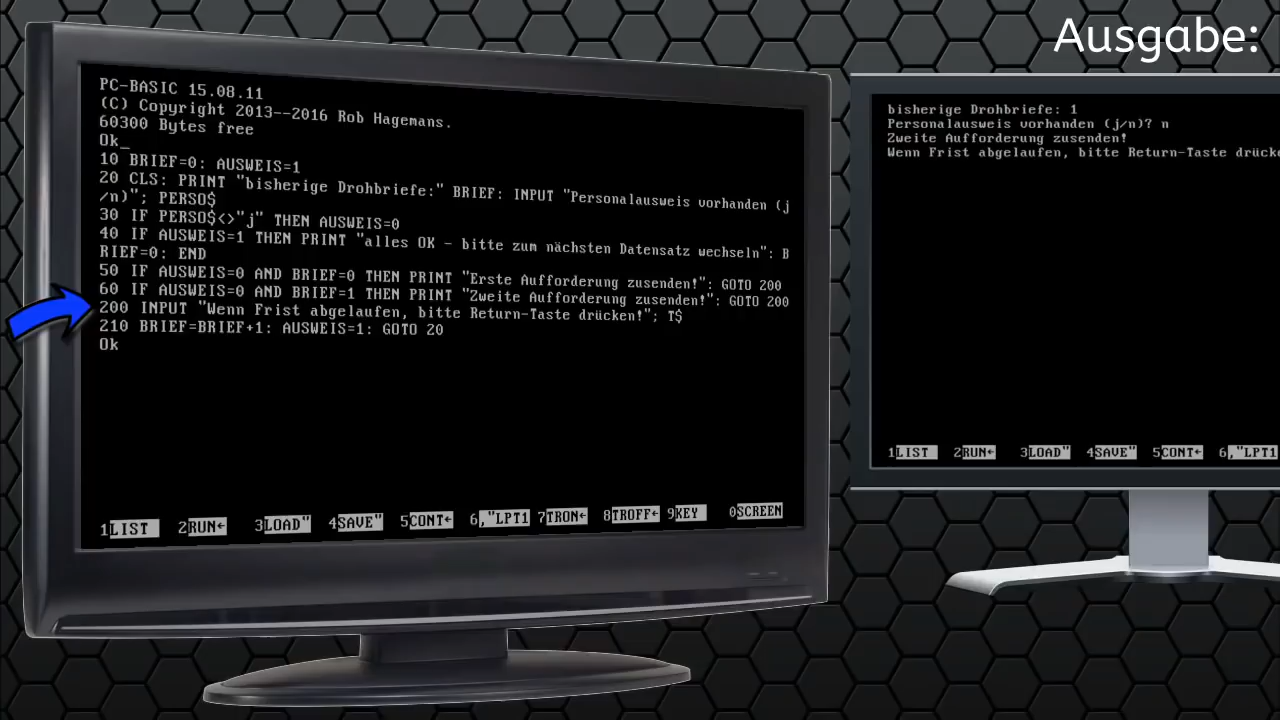 Ausgabe:
PC-BASIC 15.08.11
(C) Copyright 2013--2016 Rob Hagemans.
60300 Bytes free
Ok_
10 BRIEF=0: AUSWEIS=1
20 CLS: PRINT "bisherige Drohbriefe:" BRIEF: INPUT "Personalausweis vorhanden (j
/n)"; PERSO$
30 IF PERSO$<>"j" THEN AUSWEIS=0
40 IF AUSWEIS=1 THEN PRINT "alles OK - bitte zum nächsten Datensatz wechseln": B
RIEF=0: END
50 IF AUSWEIS=0 AND BRIEF=0 THEN PRINT "Erste Aufforderung zusenden!": GOTO 200
60 IF AUSWEIS=0 AND BRIEF=1 THEN PRINT "Zweite Aufforderung zusenden!": GOTO 200
200 INPUT "Wenn Frist abgelaufen, bitte Return-Taste drücken!"; T$
210 BRIEF=BRIEF+1: AUSWEIS=1: GOTO 20
Ok
1LIST 2RUN← 3LOAD" 4SAVE" 5CONT← 6,"LPT1 7TRON← 8TROFF← 9KEY 0SCREEN
bisherige Drohbriefe: 1
Personalausweis vorhanden (j/n)? n
Zweite Aufforderung zusenden!
Wenn Frist abgelaufen, bitte Return-Taste drücke
1LIST 2RUN← 3LOAD" 4SAVE" 5CONT← 6,"LPT1